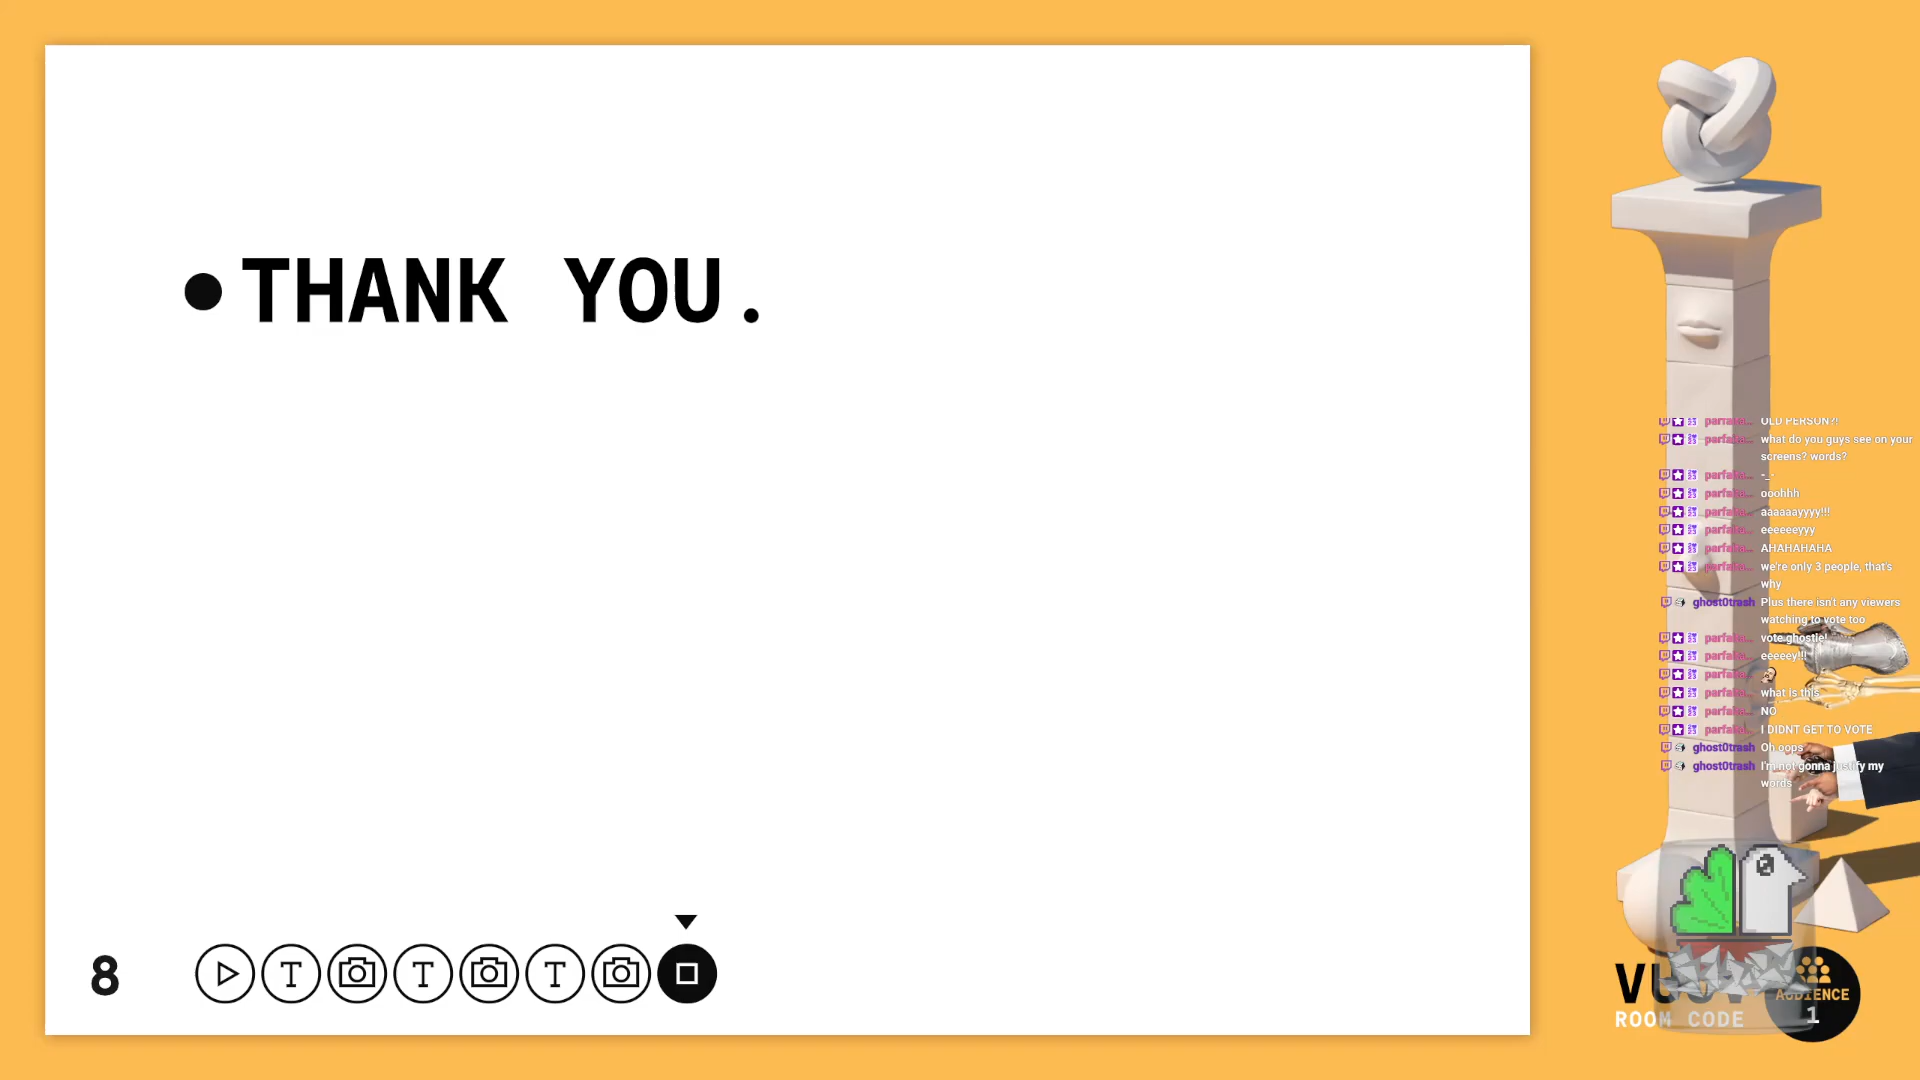 THANK YOU.
8
OLD PERSON?!
what do you guys see on your
screens? words?
-_-
ooohhh
aaaaaayyyy!!!
eeeeeeyyy
AHAHAHAHA
we're only 3 people, that's
why
ghost0trash Plus there isn't any viewers
watching to vote too
vote ghostie!
eeeeey!!!
what is this
NO
I DIDNT GET TO VOTE
ghost0trash Oh oops
ghost0trash I'm not gonna justify my
words
ROOM CODE
AUDIENCE
1